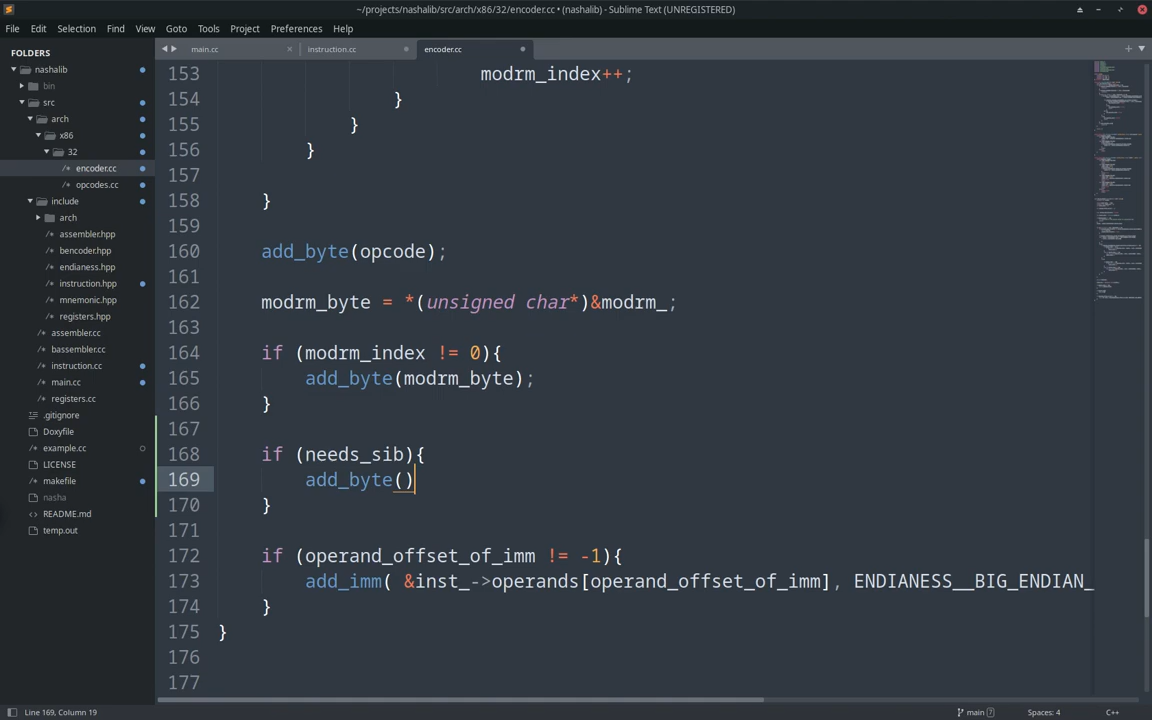 ~/projects/nashalib/src/arch/x86/32/encoder.cc • (nashalib) - Sublime Text (UNREGISTERED)
File Edit Selection Find View Goto Tools Project Preferences Help
FOLDERS
nashalib
bin
src
arch
x86
32
/* encoder.cc
/* opcodes.cc
include
arch
/* assembler.hpp
/* bencoder.hpp
/* endianess.hpp
/* instruction.hpp
/* mnemonic.hpp
/* registers.hpp
/* assembler.cc
/* bassembler.cc
/* instruction.cc
/* main.cc
/* registers.cc
.gitignore
Doxyfile
/* example.cc
LICENSE
/* makefile
nasha
<> README.md
temp.out
main.cc instruction.cc encoder.cc
153 modrm_index++;
154 }
155 }
156 }
157
158 }
159
160 add_byte(opcode);
161
162 modrm_byte = *(unsigned char*)&modrm_;
163
164 if (modrm_index != 0){
165 add_byte(modrm_byte);
166 }
167
168 if (needs_sib){
169 add_byte()
170 }
171
172 if (operand_offset_of_imm != -1){
173 add_imm( &inst_->operands[operand_offset_of_imm], ENDIANESS__BIG_ENDIAN_
174 }
175 }
176
177
Line 169, Column 19 main 7 Spaces: 4 C++